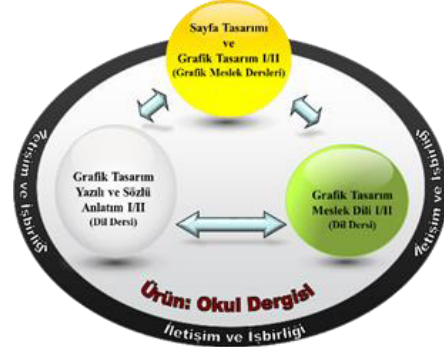 Sayfa Tasarımı
ve
Grafik Tasarım I/II
(Grafik Meslek Dersleri)
Grafik Tasarım
Yazılı ve Sözlü
Anlatım I/II
(Dil Dersi)
Grafik Tasarım
Meslek Dili I/II
(Dil Dersi)
İletişim ve İşbirliği
İletişim ve İşbirliği
Ürün: Okul Dergisi
İletişim ve İşbirliği